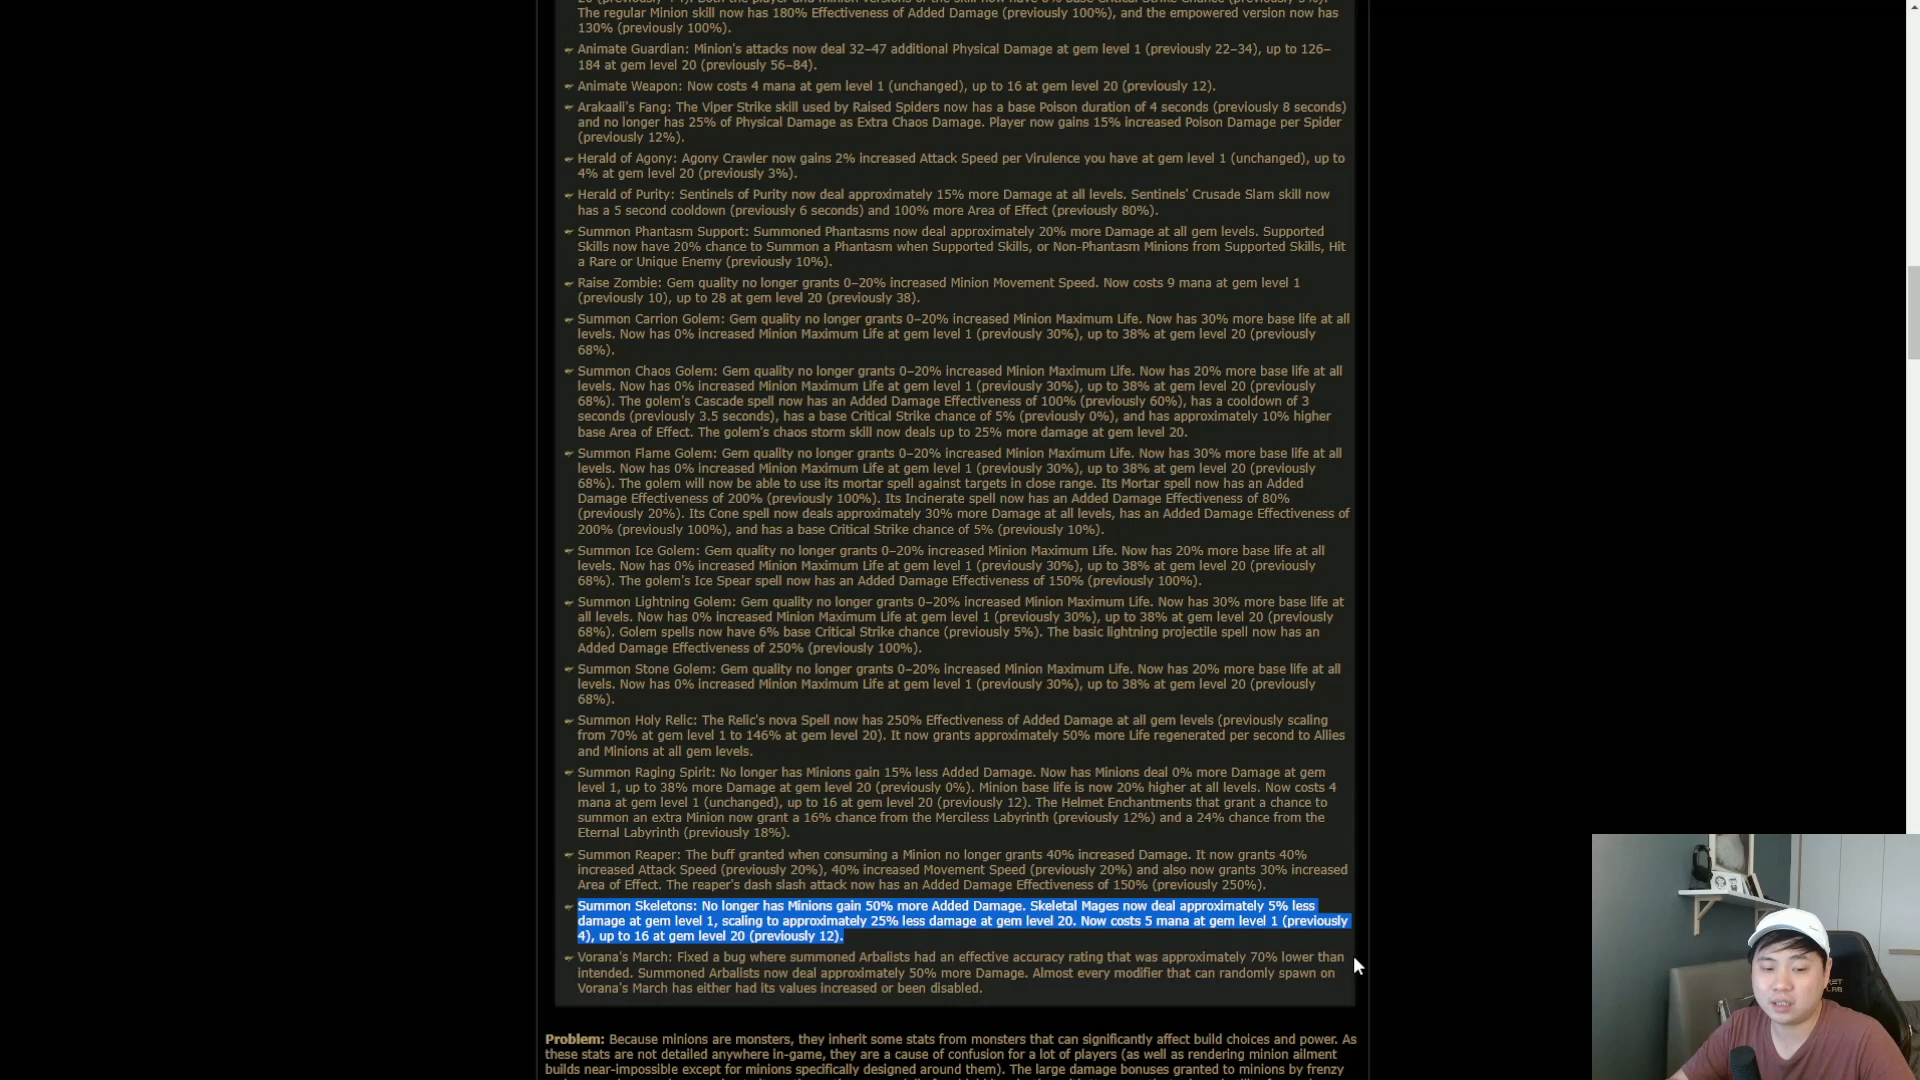 The regular Minion skill now has 180% Effectiveness of Added Damage (previously 100%), and the empowered version now has
130% (previously 100%).
Animate Guardian: Minion's attacks now deal 32–47 additional Physical Damage at gem level 1 (previously 22–34), up to 126–
184 at gem level 20 (previously 56–84).
Animate Weapon: Now costs 4 mana at gem level 1 (unchanged), up to 16 at gem level 20 (previously 12).
Arakaali's Fang: The Viper Strike skill used by Raised Spiders now has a base Poison duration of 4 seconds (previously 8 seconds)
and no longer has 25% of Physical Damage as Extra Chaos Damage. Player now gains 15% increased Poison Damage per Spider
(previously 12%).
Herald of Agony: Agony Crawler now gains 2% increased Attack Speed per Virulence you have at gem level 1 (unchanged), up to
4% at gem level 20 (previously 3%).
Herald of Purity: Sentinels of Purity now deal approximately 15% more Damage at all levels. Sentinels' Crusade Slam skill now
has a 5 second cooldown (previously 6 seconds) and 100% more Area of Effect (previously 80%).
Summon Phantasm Support: Summoned Phantasms now deal approximately 20% more Damage at all gem levels. Supported
Skills now have 20% chance to Summon a Phantasm when Supported Skills, or Non-Phantasm Minions from Supported Skills, Hit
a Rare or Unique Enemy (previously 10%).
Raise Zombie: Gem quality no longer grants 0–20% increased Minion Movement Speed. Now costs 9 mana at gem level 1
(previously 10), up to 28 at gem level 20 (previously 38).
Summon Carrion Golem: Gem quality no longer grants 0–20% increased Minion Maximum Life. Now has 30% more base life at all
levels. Now has 0% increased Minion Maximum Life at gem level 1 (previously 30%), up to 38% at gem level 20 (previously
68%).
Summon Chaos Golem: Gem quality no longer grants 0–20% increased Minion Maximum Life. Now has 20% more base life at all
levels. Now has 0% increased Minion Maximum Life at gem level 1 (previously 30%), up to 38% at gem level 20 (previously
68%). The golem's Cascade spell now has an Added Damage Effectiveness of 100% (previously 60%), has a cooldown of 3
seconds (previously 3.5 seconds), has a base Critical Strike chance of 5% (previously 0%), and has approximately 10% higher
base Area of Effect. The golem's chaos storm skill now deals up to 25% more damage at gem level 20.
Summon Flame Golem: Gem quality no longer grants 0–20% increased Minion Maximum Life. Now has 30% more base life at all
levels. Now has 0% increased Minion Maximum Life at gem level 1 (previously 30%), up to 38% at gem level 20 (previously
68%). The golem will now be able to use its mortar spell against targets in close range. Its Mortar spell now has an Added
Damage Effectiveness of 200% (previously 100%). Its Incinerate spell now has an Added Damage Effectiveness of 80%
(previously 20%). Its Cone spell now deals approximately 30% more Damage at all levels, has an Added Damage Effectiveness of
200% (previously 100%), and has a base Critical Strike chance of 5% (previously 10%).
Summon Ice Golem: Gem quality no longer grants 0–20% increased Minion Maximum Life. Now has 20% more base life at all
levels. Now has 0% increased Minion Maximum Life at gem level 1 (previously 30%), up to 38% at gem level 20 (previously
68%). The golem's Ice Spear spell now has an Added Damage Effectiveness of 150% (previously 100%).
Summon Lightning Golem: Gem quality no longer grants 0–20% increased Minion Maximum Life. Now has 30% more base life at
all levels. Now has 0% increased Minion Maximum Life at gem level 1 (previously 30%), up to 38% at gem level 20 (previously
68%). Golem spells now have 6% base Critical Strike chance (previously 5%). The basic lightning projectile spell now has an
Added Damage Effectiveness of 250% (previously 100%).
Summon Stone Golem: Gem quality no longer grants 0–20% increased Minion Maximum Life. Now has 20% more base life at all
levels. Now has 0% increased Minion Maximum Life at gem level 1 (previously 30%), up to 38% at gem level 20 (previously
68%).
Summon Holy Relic: The Relic's nova Spell now has 250% Effectiveness of Added Damage at all gem levels (previously scaling
from 70% at gem level 1 to 146% at gem level 20). It now grants approximately 50% more Life regenerated per second to Allies
and Minions at all gem levels.
Summon Raging Spirit: No longer has Minions gain 15% less Added Damage. Now has Minions deal 0% more Damage at gem
level 1, up to 38% more Damage at gem level 20 (previously 0%). Minion base life is now 20% higher at all levels. Now costs 4
mana at gem level 1 (unchanged), up to 16 at gem level 20 (previously 12). The Helmet Enchantments that grant a chance to
summon an extra Minion now grant a 16% chance from the Merciless Labyrinth (previously 12%) and a 24% chance from the
Eternal Labyrinth (previously 18%).
Summon Reaper: The buff granted when consuming a Minion no longer grants 40% increased Damage. It now grants 40%
increased Attack Speed (previously 20%), 40% increased Movement Speed (previously 20%) and also now grants 30% increased
Area of Effect. The reaper's dash slash attack now has an Added Damage Effectiveness of 150% (previously 250%).
Summon Skeletons: No longer has Minions gain 50% more Added Damage. Skeletal Mages now deal approximately 5% less
damage at gem level 1, scaling to approximately 25% less damage at gem level 20. Now costs 5 mana at gem level 1 (previously
4), up to 16 at gem level 20 (previously 12).
Vorana's March: Fixed a bug where summoned Arbalists had an effective accuracy rating that was approximately 70% lower than
intended. Summoned Arbalists now deal approximately 50% more Damage. Almost every modifier that can randomly spawn on
Vorana's March has either had its values increased or been disabled.
Problem: Because minions are monsters, they inherit some stats from monsters that can significantly affect build choices and power. As
these stats are not detailed anywhere in-game, they are a cause of confusion for a lot of players (as well as rendering minion ailment
builds near-impossible except for minions specifically designed around them). The large damage bonuses granted to minions by frenzy